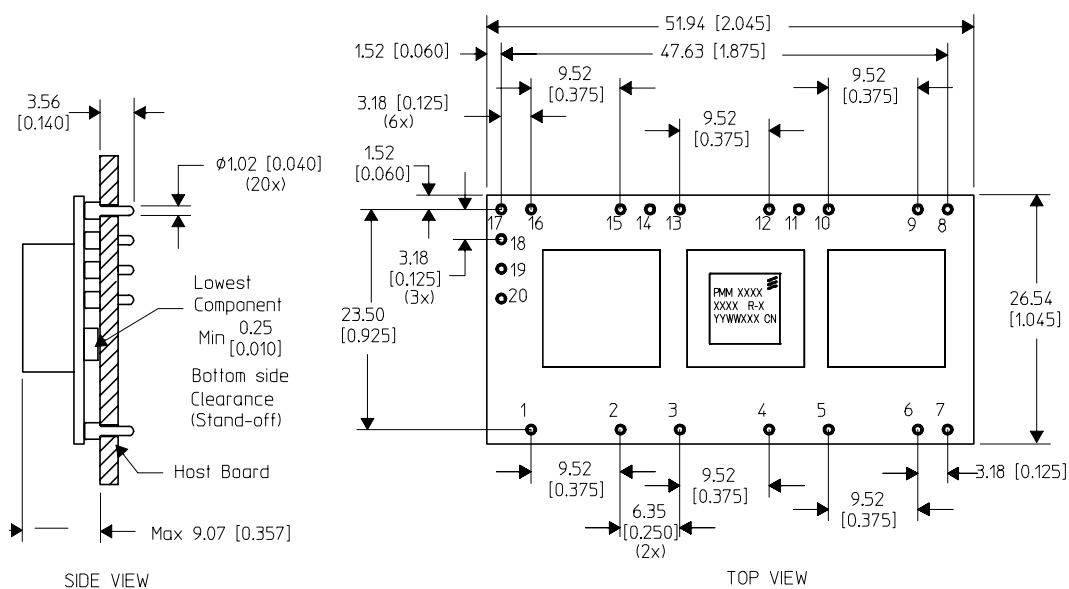 51.94 [2.045]
1.52 [0.060]
47.63 [1.875]
9.52
[0.375]
9.52
[0.375]
3.56
[0.140]
3.18 [0.125]
(6x)
9.52
[0.375]
ø1.02 [0.040]
(20x)
1.52
[0.060]
17
16
15
14
13
12
11
10
9
8
18
19
20
3.18
[0.125]
(3x)
Lowest
Component
Min 0.25
[0.010]
Bottom side
Clearance
(Stand-off)
23.50
[0.925]
PMM XXXX
XXXX R-X
YYWWXXX CN
26.54
[1.045]
1
2
3
4
5
6
7
Host Board
9.52
[0.375]
9.52
[0.375]
3.18 [0.125]
9.52
[0.375]
6.35
[0.250]
(2x)
Max 9.07 [0.357]
SIDE VIEW
TOP VIEW